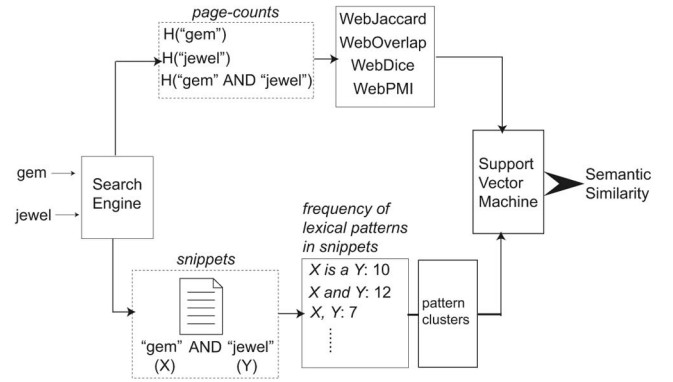 page-counts
H(“gem”)
H(“jewel”)
H(“gem” AND “jewel”)
WebJaccard
WebOverlap
WebDice
WebPMI
gem
jewel
Search
Engine
Support
Vector
Machine
Semantic
Similarity
snippets
“gem” AND “jewel”
(X) (Y)
frequency of
lexical patterns
in snippets
X is a Y: 10
X and Y: 12
X, Y: 7
pattern
clusters